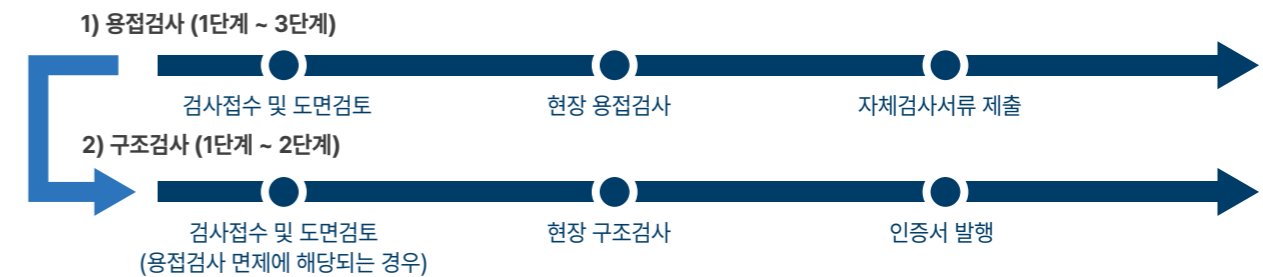 1) 용접검사 (1단계 ~ 3단계)
검사접수 및 도면검토
현장 용접검사
자체검사서류 제출
2) 구조검사 (1단계 ~ 2단계)
검사접수 및 도면검토
(용접검사 면제에 해당되는 경우)
현장 구조검사
인증서 발행